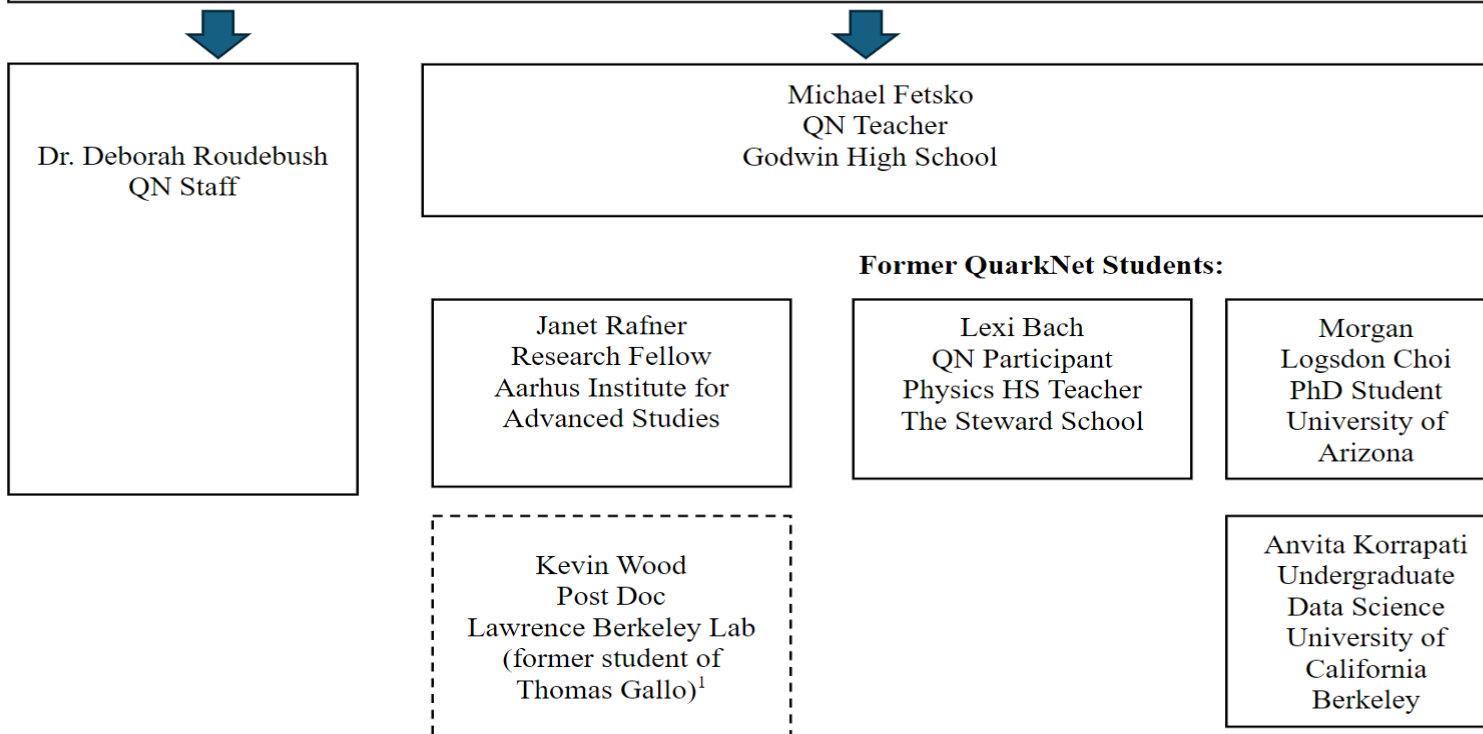 Dr. Deborah Roudebush
QN Staff
Michael Fetsko
QN Teacher
Godwin High School
Former QuarkNet Students:
Janet Rafner
Research Fellow
Aarhus Institute for
Advanced Studies
Lexi Bach
QN Participant
Physics HS Teacher
The Steward School
Morgan
Logsdon Choi
PhD Student
University of
Arizona
Kevin Wood
Post Doc
Lawrence Berkeley Lab
(former student of
Thomas Gallo)¹
Anvita Korrapati
Undergraduate
Data Science
University of
California
Berkeley